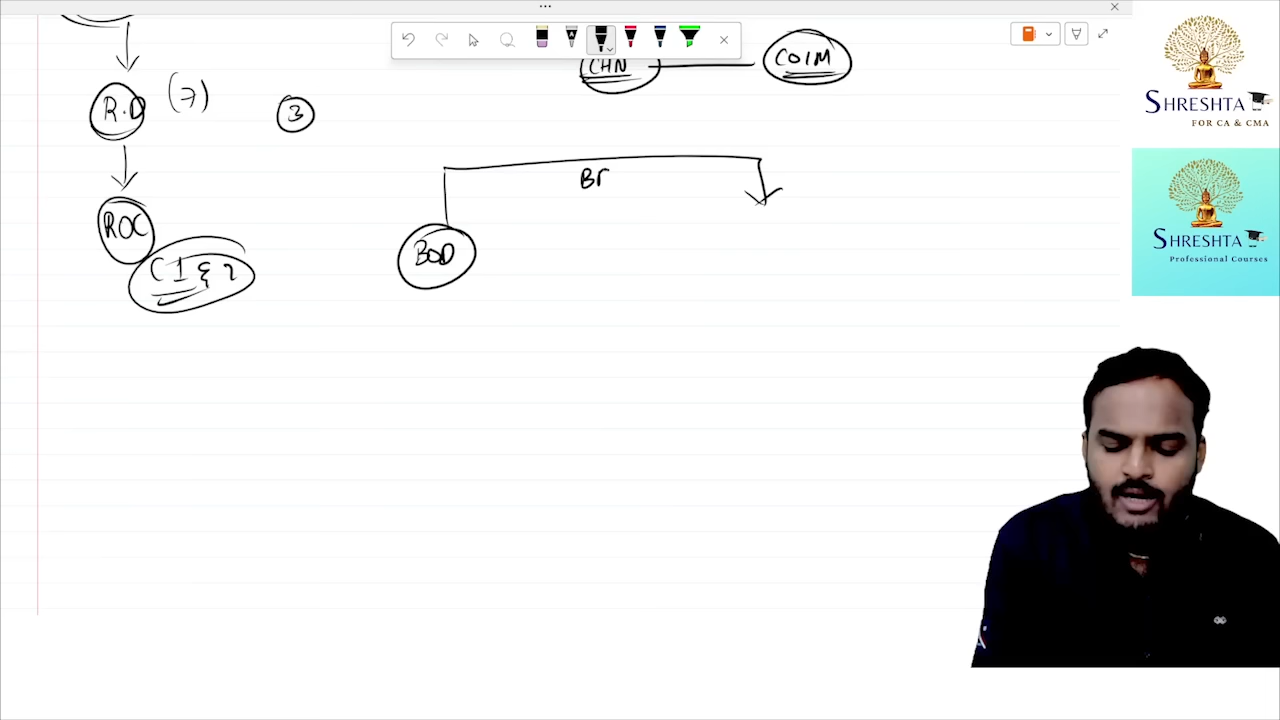 CHN
COIM
R.D (7)
3
Br
ROC
BOD
C 1 & 2
SHRESHTA
FOR CA & CMA
SHRESHTA
Professional Courses